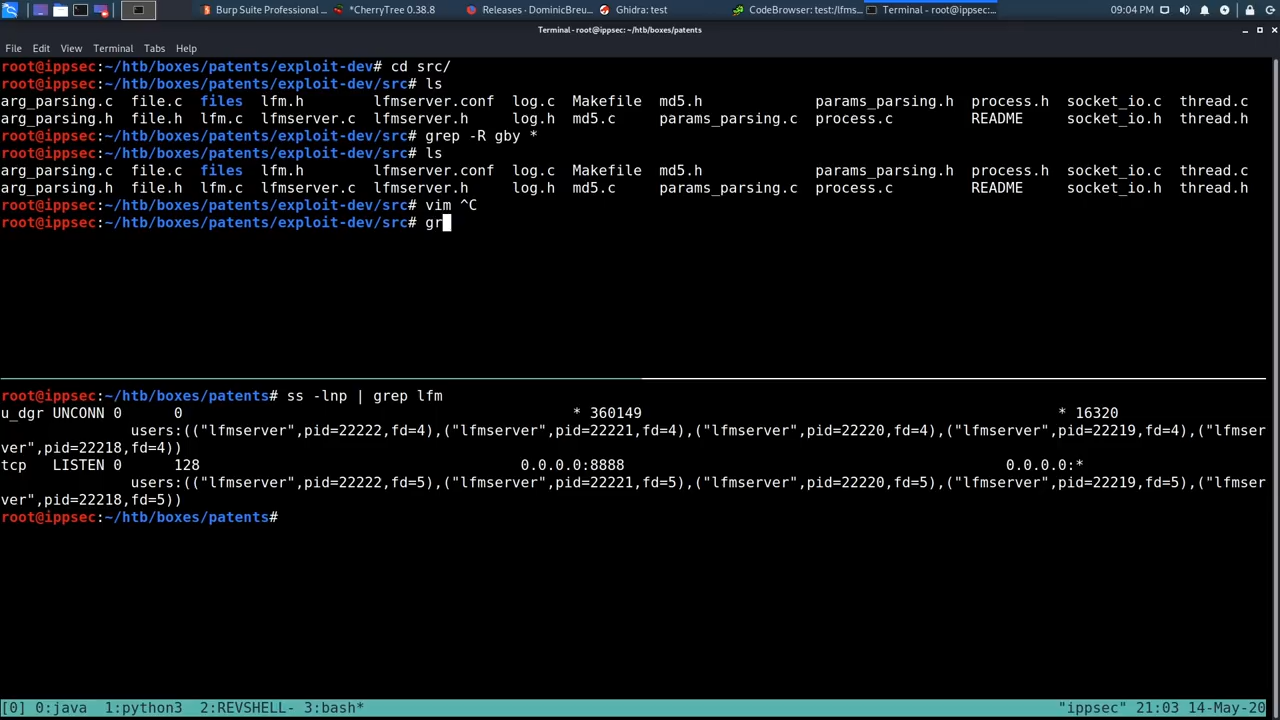 Burp Suite Professional ... *CherryTree 0.38.8 Releases - DominicBreu... Ghidra: test CodeBrowser: test:/lfms... Terminal - root@ippsec:... 09:04 PM
Terminal - root@ippsec: ~/htb/boxes/patents
File Edit View Terminal Tabs Help
root@ippsec:~/htb/boxes/patents/exploit-dev# cd src/
root@ippsec:~/htb/boxes/patents/exploit-dev/src# ls
arg_parsing.c file.c files lfm.h lfmserver.conf log.c Makefile md5.h params_parsing.h process.h socket_io.c thread.c
arg_parsing.h file.h lfm.c lfmserver.c lfmserver.h log.h md5.c params_parsing.c process.c README socket_io.h thread.h
root@ippsec:~/htb/boxes/patents/exploit-dev/src# grep -R gby *
root@ippsec:~/htb/boxes/patents/exploit-dev/src# ls
arg_parsing.c file.c files lfm.h lfmserver.conf log.c Makefile md5.h params_parsing.h process.h socket_io.c thread.c
arg_parsing.h file.h lfm.c lfmserver.c lfmserver.h log.h md5.c params_parsing.c process.c README socket_io.h thread.h
root@ippsec:~/htb/boxes/patents/exploit-dev/src# vim ^C
root@ippsec:~/htb/boxes/patents/exploit-dev/src# gr
root@ippsec:~/htb/boxes/patents# ss -lnp | grep lfm
u_dgr UNCONN 0 0 * 360149 * 16320
users:(("lfmserver",pid=22222,fd=4),("lfmserver",pid=22221,fd=4),("lfmserver",pid=22220,fd=4),("lfmserver",pid=22219,fd=4),("lfmser
ver",pid=22218,fd=4))
tcp LISTEN 0 128 0.0.0.0:8888 0.0.0.0:*
users:(("lfmserver",pid=22222,fd=5),("lfmserver",pid=22221,fd=5),("lfmserver",pid=22220,fd=5),("lfmserver",pid=22219,fd=5),("lfmser
ver",pid=22218,fd=5))
root@ippsec:~/htb/boxes/patents#
[0] 0:java 1:python3 2:REVSHELL- 3:bash* "ippsec" 21:03 14-May-20